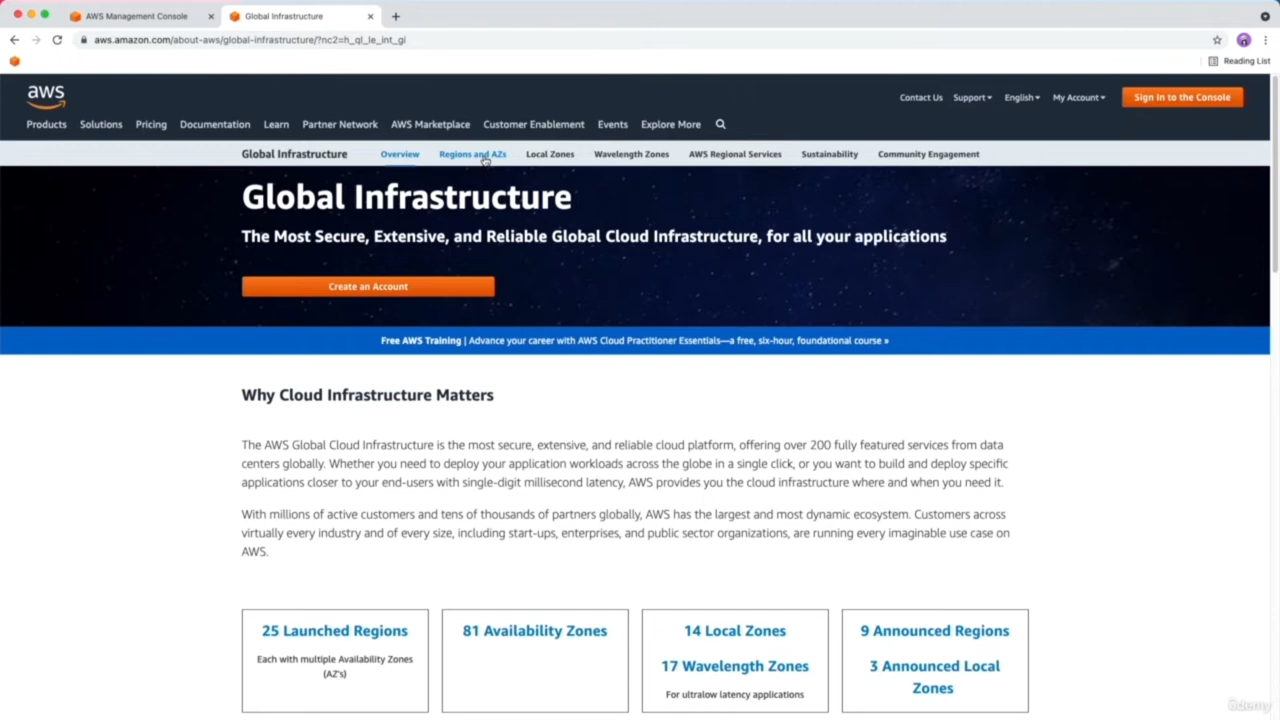 AWS Management Console
Global Infrastructure
aws.amazon.com/about-aws/global-infrastructure/?nc2=h_ql_le_int_gi
Reading List
aws
Contact Us Support English My Account Sign In to the Console
Products Solutions Pricing Documentation Learn Partner Network AWS Marketplace Customer Enablement Events Explore More
Global Infrastructure Overview Regions and AZs Local Zones Wavelength Zones AWS Regional Services Sustainability Community Engagement
Global Infrastructure
The Most Secure, Extensive, and Reliable Global Cloud Infrastructure, for all your applications
Create an Account
Free AWS Training | Advance your career with AWS Cloud Practitioner Essentials—a free, six-hour, foundational course »
Why Cloud Infrastructure Matters
The AWS Global Cloud Infrastructure is the most secure, extensive, and reliable cloud platform, offering over 200 fully featured services from data
centers globally. Whether you need to deploy your application workloads across the globe in a single click, or you want to build and deploy specific
applications closer to your end-users with single-digit millisecond latency, AWS provides you the cloud infrastructure where and when you need it.
With millions of active customers and tens of thousands of partners globally, AWS has the largest and most dynamic ecosystem. Customers across
virtually every industry and of every size, including start-ups, enterprises, and public sector organizations, are running every imaginable use case on
AWS.
25 Launched Regions
Each with multiple Availability Zones
(AZ's)
81 Availability Zones
14 Local Zones
17 Wavelength Zones
For ultralow latency applications
9 Announced Regions
3 Announced Local
Zones
ûdemy